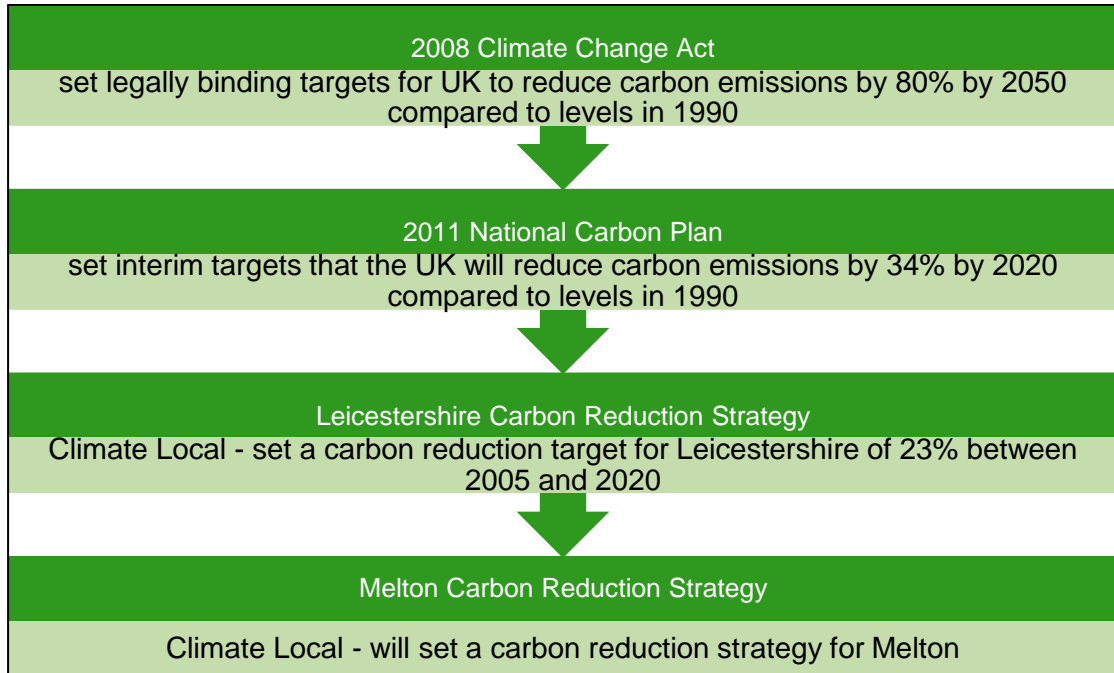 2008 Climate Change Act
set legally binding targets for UK to reduce carbon emissions by 80% by 2050
compared to levels in 1990
2011 National Carbon Plan
set interim targets that the UK will reduce carbon emissions by 34% by 2020
compared to levels in 1990
Leicestershire Carbon Reduction Strategy
Climate Local - set a carbon reduction target for Leicestershire of 23% between
2005 and 2020
Melton Carbon Reduction Strategy
Climate Local - will set a carbon reduction strategy for Melton